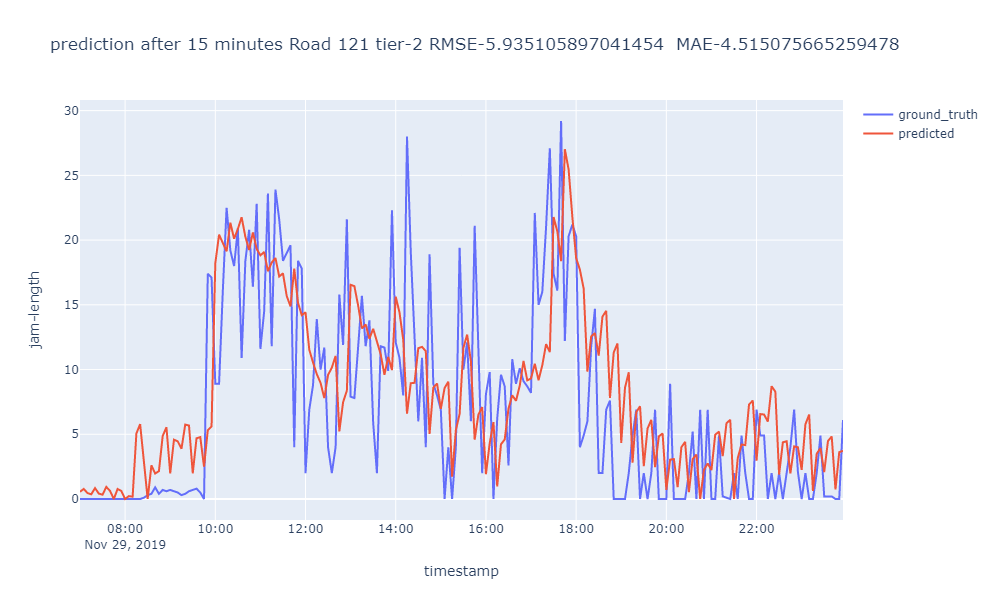 prediction after 15 minutes Road 121 tier-2 RMSE-5.935105897041454  MAE-4.515075665259478
30
25
20
15
10
5
0
jam-length
08:00 10:00 12:00 14:00 16:00 18:00 20:00 22:00
Nov 29, 2019
timestamp
ground_truth
predicted